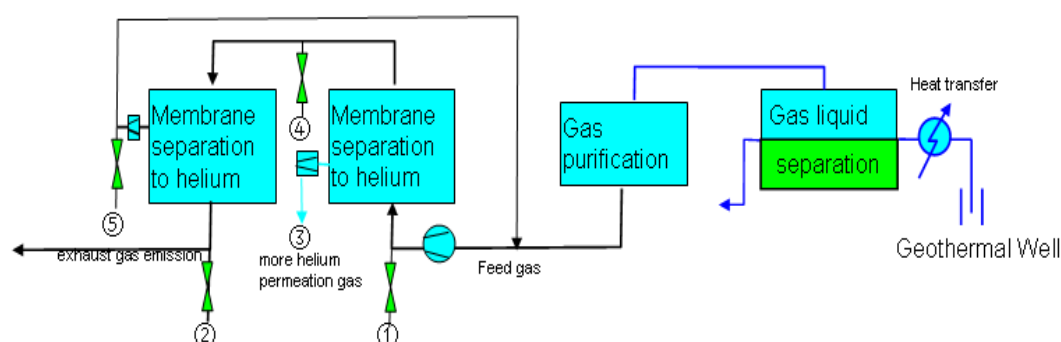 Membrane
separation
to helium
Membrane
separation
to helium
Gas
purification
Gas liquid
separation
Heat transfer
④
⑤
③
exhaust gas emission
more helium
permeation gas
Feed gas
Geothermal Well
②
①